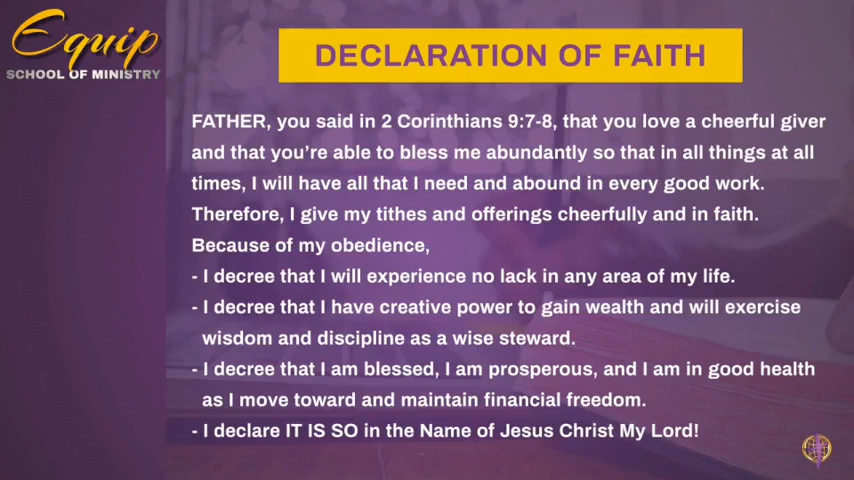 Equip
SCHOOL OF MINISTRY
DECLARATION OF FAITH
FATHER, you said in 2 Corinthians 9:7-8, that you love a cheerful giver
and that you’re able to bless me abundantly so that in all things at all
times, I will have all that I need and abound in every good work.
Therefore, I give my tithes and offerings cheerfully and in faith.
Because of my obedience,
- I decree that I will experience no lack in any area of my life.
- I decree that I have creative power to gain wealth and will exercise
wisdom and discipline as a wise steward.
- I decree that I am blessed, I am prosperous, and I am in good health
as I move toward and maintain financial freedom.
- I declare IT IS SO in the Name of Jesus Christ My Lord!